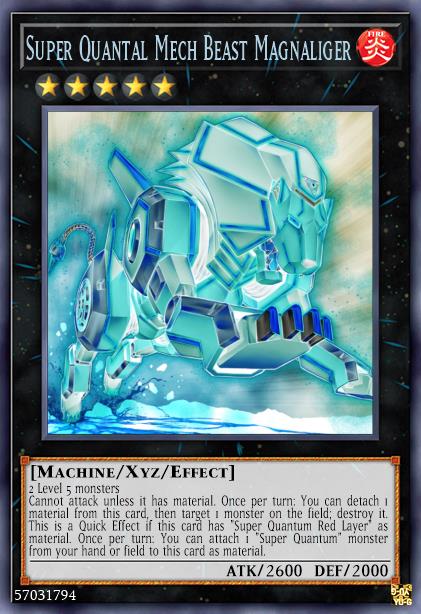 Super Quantal Mech Beast Magnaliger
FIRE
炎
[Machine/Xyz/Effect]
2 Level 5 monsters
Cannot attack unless it has material. Once per turn: You can detach 1
material from this card, then target 1 monster on the field; destroy it.
This is a Quick Effect if this card has "Super Quantum Red Layer" as
material. Once per turn: You can attach 1 "Super Quantum" monster
from your hand or field to this card as material.
ATK/2600 DEF/2000
57031794